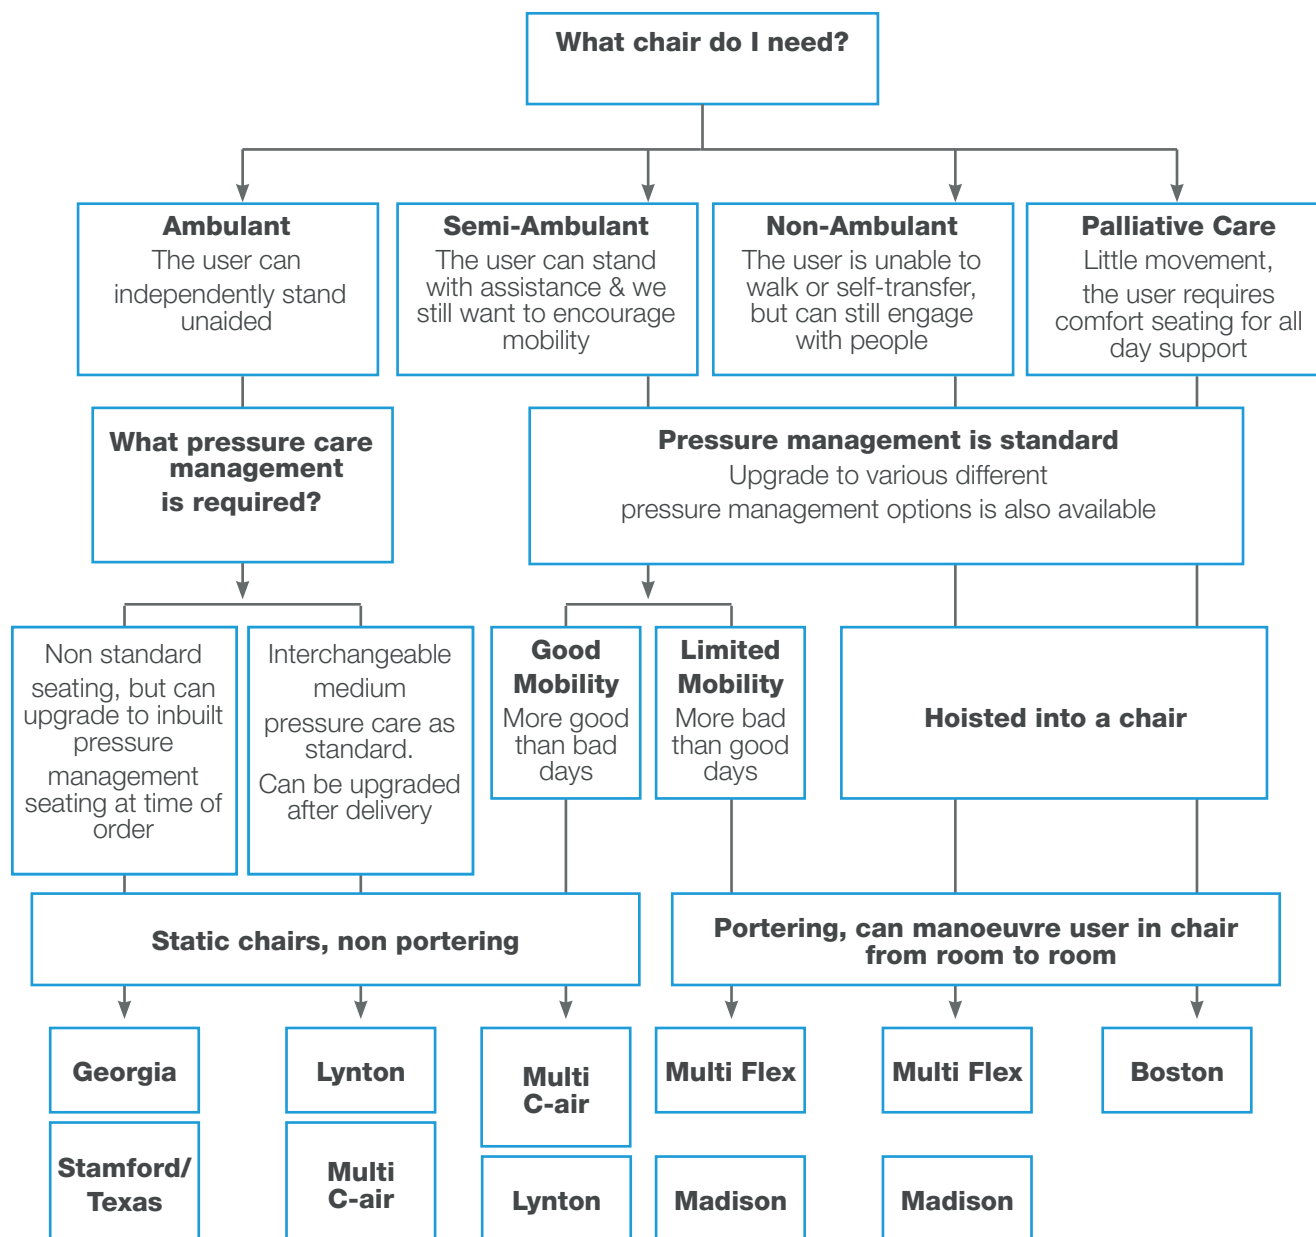 What chair do I need?
Ambulant
The user can
independently stand
unaided
Semi-Ambulant
The user can stand
with assistance & we
still want to encourage
mobility
Non-Ambulant
The user is unable to
walk or self-transfer,
but can still engage
with people
Palliative Care
Little movement,
the user requires
comfort seating for all
day support
What pressure care
management
is required?
Pressure management is standard
Upgrade to various different
pressure management options is also available
Non standard
seating, but can
upgrade to inbuilt
pressure
management
seating at time of
order
Interchangeable
medium
pressure care as
standard.
Can be upgraded
after delivery
Good
Mobility
More good
than bad
days
Limited
Mobility
More bad
than good
days
Hoisted into a chair
Static chairs, non portering
Portering, can manoeuvre user in chair
from room to room
Georgia
Lynton
Multi
C-air
Multi Flex
Multi Flex
Boston
Stamford/
Texas
Multi
C-air
Lynton
Madison
Madison